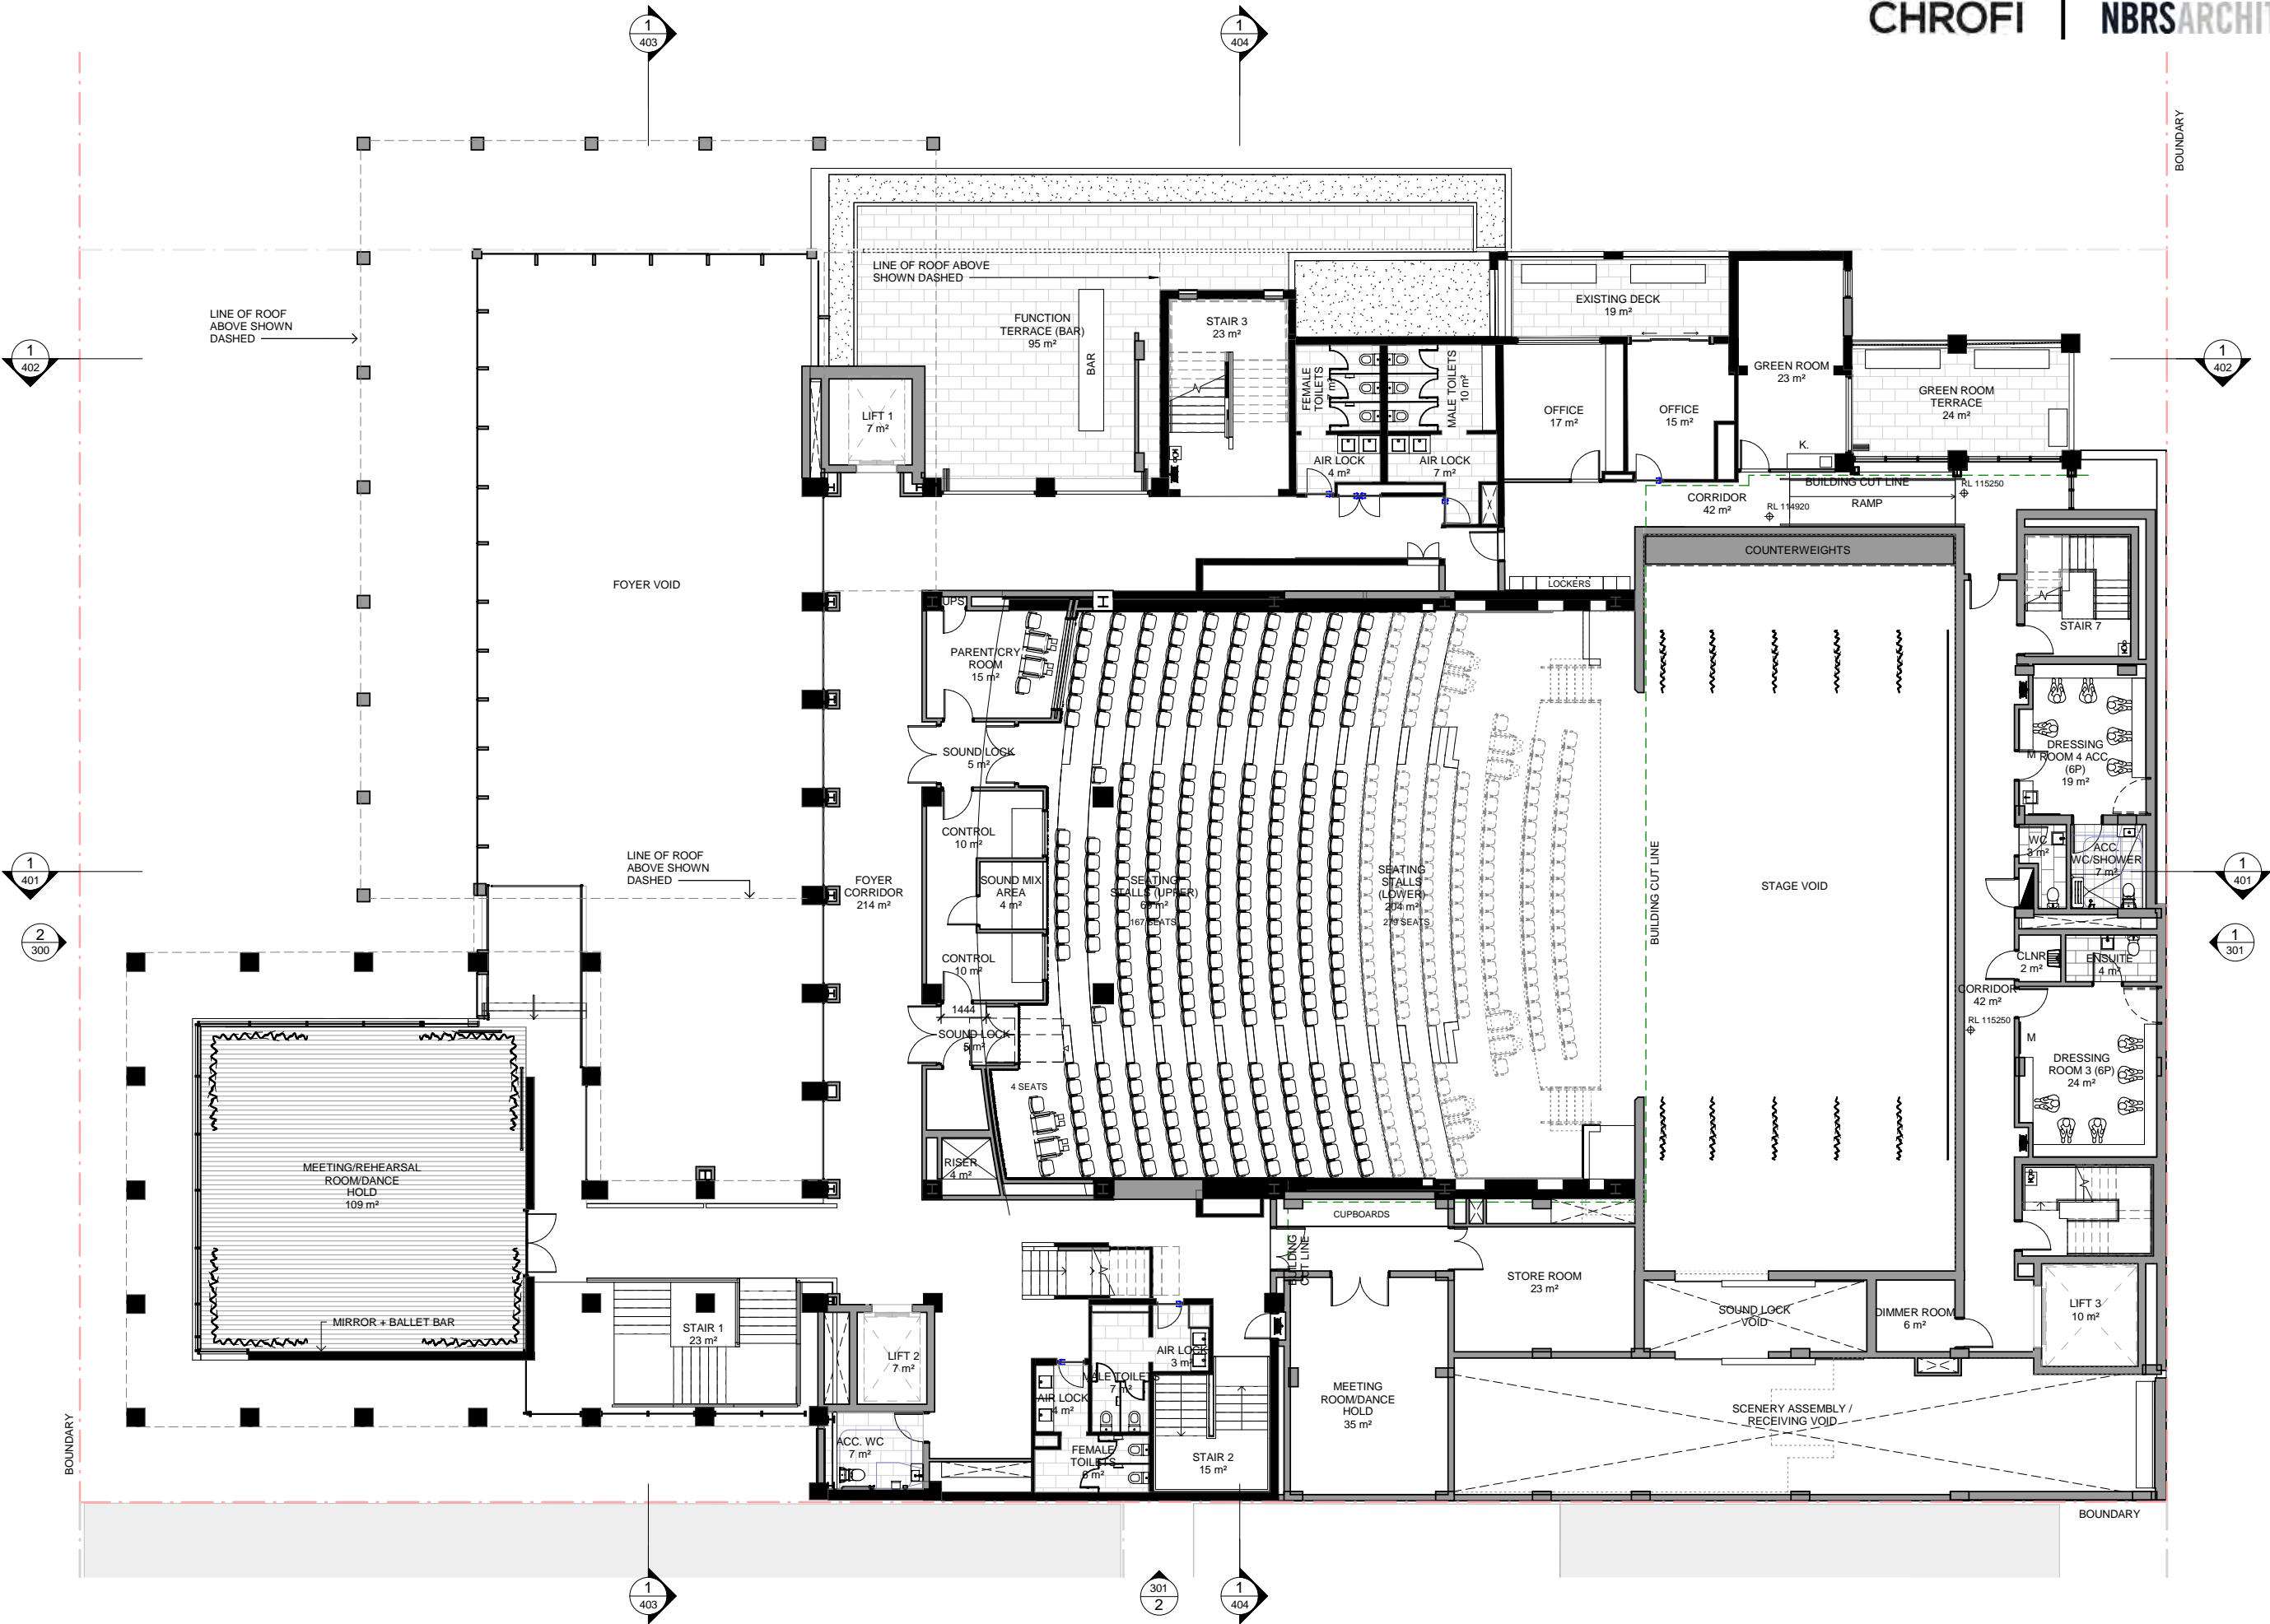 CHROFI | NBRSARCHIT
1
403
1
404
BOUNDARY
LINE OF ROOF ABOVE
SHOWN DASHED
LINE OF ROOF
ABOVE SHOWN
DASHED
FUNCTION
TERRACE (BAR)
95 m²
BAR
STAIR 3
23 m²
EXISTING DECK
19 m²
1
402
1
402
LIFT 1
7 m²
FEMALE
TOILETS
MALE TOILETS
10 m²
AIR LOCK
4 m²
AIR LOCK
7 m²
OFFICE
17 m²
OFFICE
15 m²
GREEN ROOM
23 m²
K.
GREEN ROOM
TERRACE
24 m²
CORRIDOR
42 m²
BUILDING CUT LINE
RAMP
RL 114920
RL 115250
COUNTERWEIGHTS
LOCKERS
FOYER VOID
UPS
PARENT/CRY
ROOM
15 m²
STAIR 7
SOUND LOCK
5 m²
DRESSING
ROOM 4 ACC
(6P)
19 m²
M
CONTROL
10 m²
LINE OF ROOF
ABOVE SHOWN
DASHED
FOYER
CORRIDOR
214 m²
SOUND MIX
AREA
4 m²
SEATING
STALLS (UPPER)
167 SEATS
SEATING
STALLS
(LOWER)
204 m²
279 SEATS
BUILDING CUT LINE
STAGE VOID
WC
3 m²
ACC.
WC/SHOWER
7 m²
1
401
1
401
2
300
1
301
CONTROL
10 m²
CLNR
2 m²
ENSUITE
4 m²
CORRIDOR
42 m²
RL 115250
1444
SOUND LOCK
5 m²
M
DRESSING
ROOM 3 (6P)
24 m²
4 SEATS
MEETING/REHEARSAL
ROOM/DANCE
HOLD
109 m²
RISER
4 m²
CUPBOARDS
BUILDING
CUT LINE
STORE ROOM
23 m²
SOUND LOCK
VOID
DIMMER ROOM
6 m²
LIFT 3
10 m²
MIRROR + BALLET BAR
STAIR 1
23 m²
LIFT 2
7 m²
AIR LOCK
3 m²
MALE TOILETS
7 m²
AIR LOCK
4 m²
MEETING
ROOM/DANCE
HOLD
35 m²
SCENERY ASSEMBLY /
RECEIVING VOID
ACC. WC
7 m²
FEMALE
TOILETS
6 m²
STAIR 2
15 m²
BOUNDARY
BOUNDARY
1
403
301
2
1
404